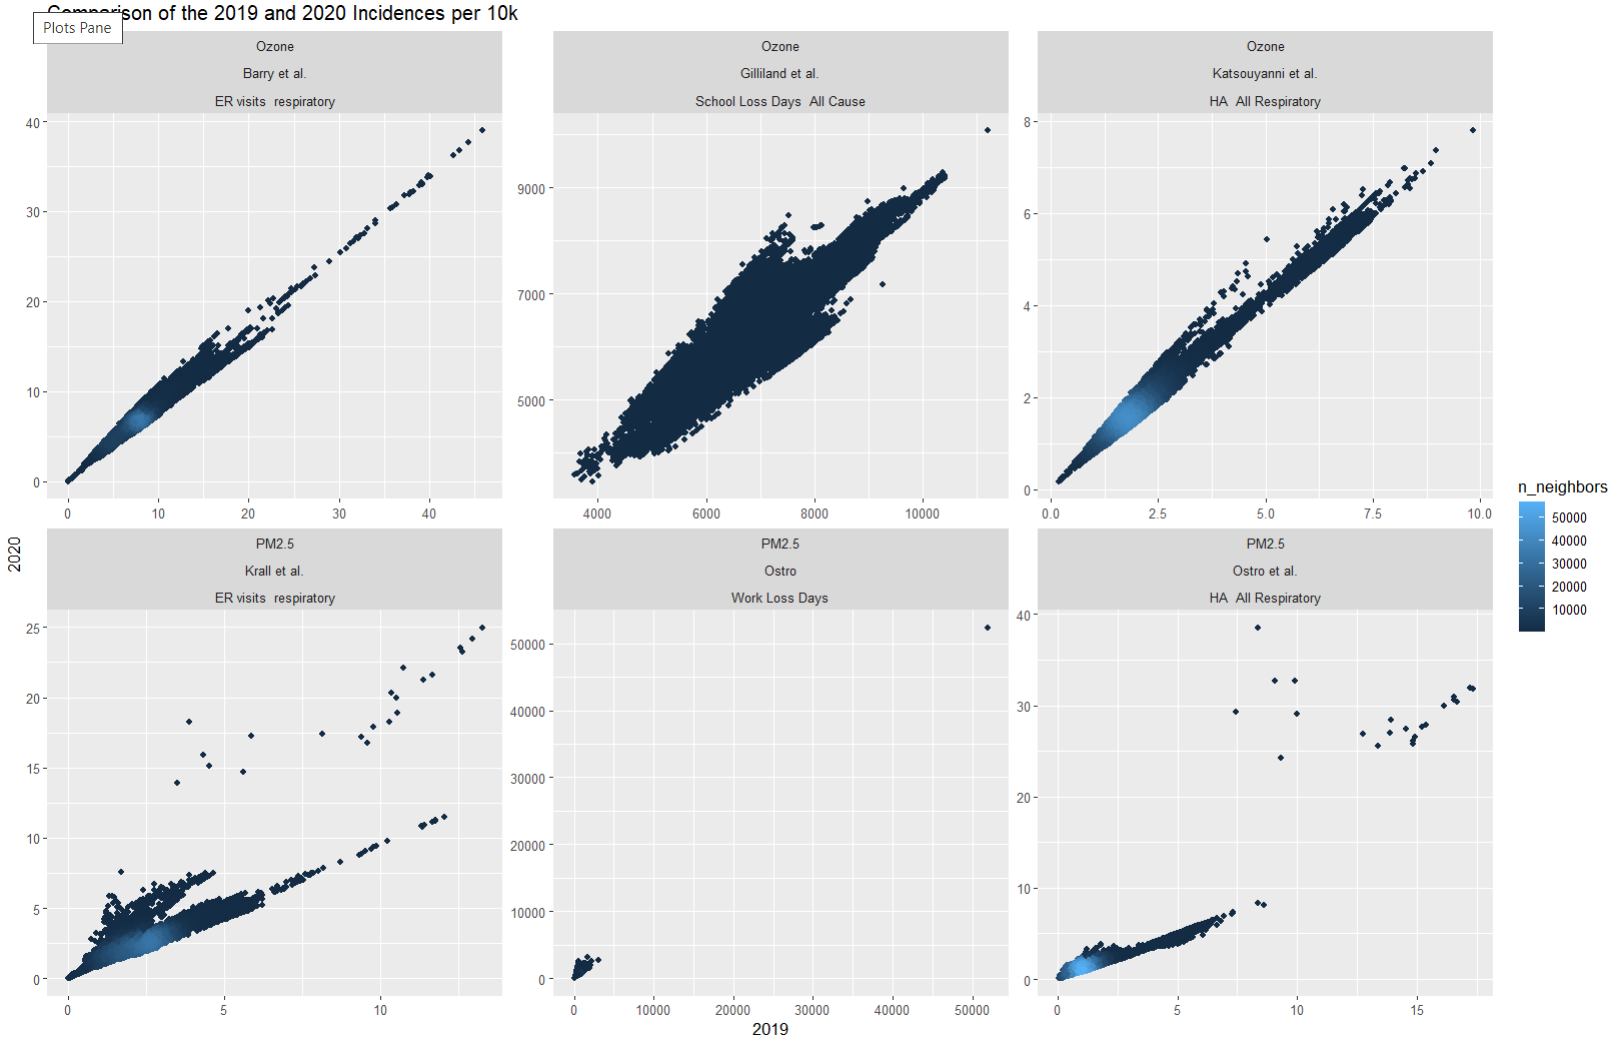 Comparison of the 2019 and 2020 Incidences per 10k
Plots Pane
Ozone
Barry et al.
ER visits respiratory
Ozone
Gilliland et al.
School Loss Days All Cause
Ozone
Katsouyanni et al.
HA All Respiratory
40
30
20
10
0
0 10 20 30 40
9000
7000
5000
4000 6000 8000 10000
8
6
4
2
0
0.0 2.5 5.0 7.5 10.0
PM2.5
Krall et al.
ER visits respiratory
PM2.5
Ostro
Work Loss Days
PM2.5
Ostro et al.
HA All Respiratory
25
20
15
10
5
0
0 5 10
50000
40000
30000
20000
10000
0
0 10000 20000 30000 40000 50000
40
30
20
10
0
0 5 10 15
2020
2019
n_neighbors
50000
40000
30000
20000
10000